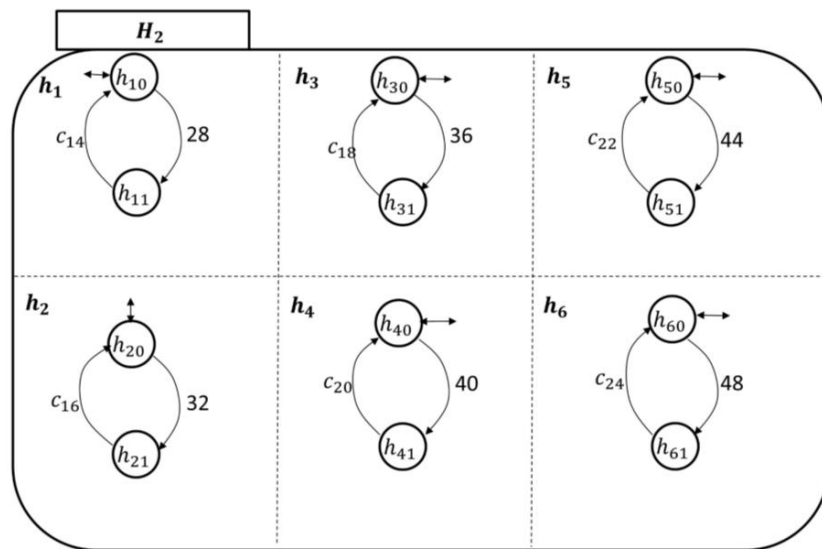 H₂
h₁
h₁₀
c₁₄
28
h₁₁
h₃
h₃₀
c₁₈
36
h₃₁
h₅
h₅₀
c₂₂
44
h₅₁
h₂
h₂₀
c₁₆
32
h₂₁
h₄
h₄₀
c₂₀
40
h₄₁
h₆
h₆₀
c₂₄
48
h₆₁